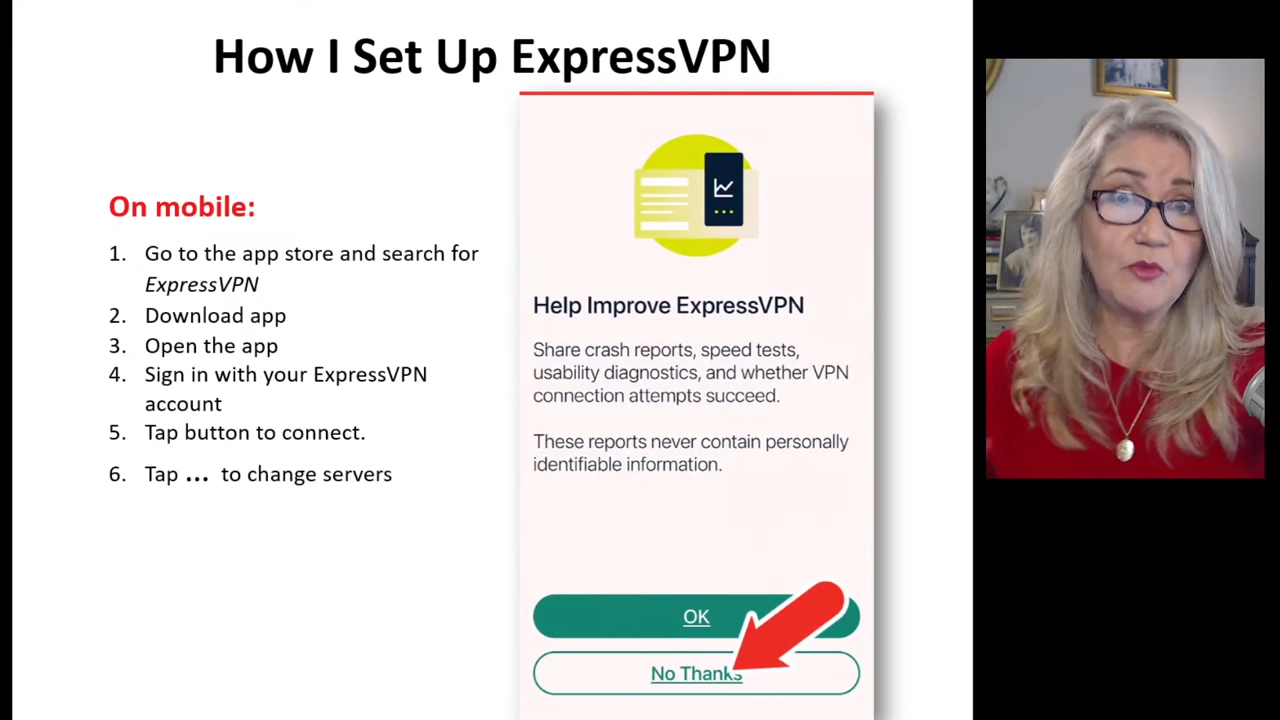 How I Set Up ExpressVPN
On mobile:
1. Go to the app store and search for
ExpressVPN
2. Download app
3. Open the app
4. Sign in with your ExpressVPN
account
5. Tap button to connect.
6. Tap ... to change servers
Help Improve ExpressVPN
Share crash reports, speed tests,
usability diagnostics, and whether VPN
connection attempts succeed.
These reports never contain personally
identifiable information.
OK
No Thanks